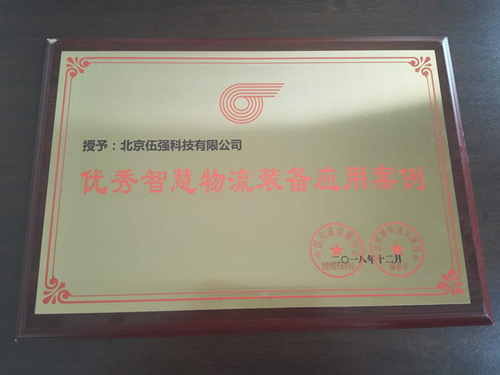 授予：北京伍强科技有限公司
优秀智慧物流装备应用案例
二〇一八年十二月